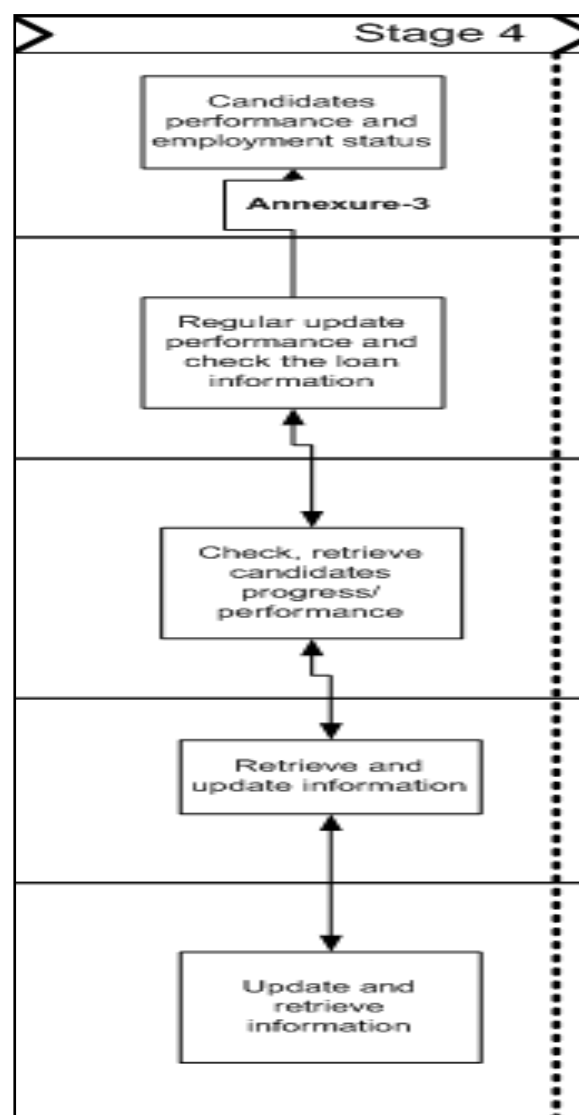 Stage 4
Candidates
performance and
employment status
Annexure-3
Regular update
performance and
check the loan
information
Check, retrieve
candidates
progress/
performance
Retrieve and
update information
Update and
retrieve
information